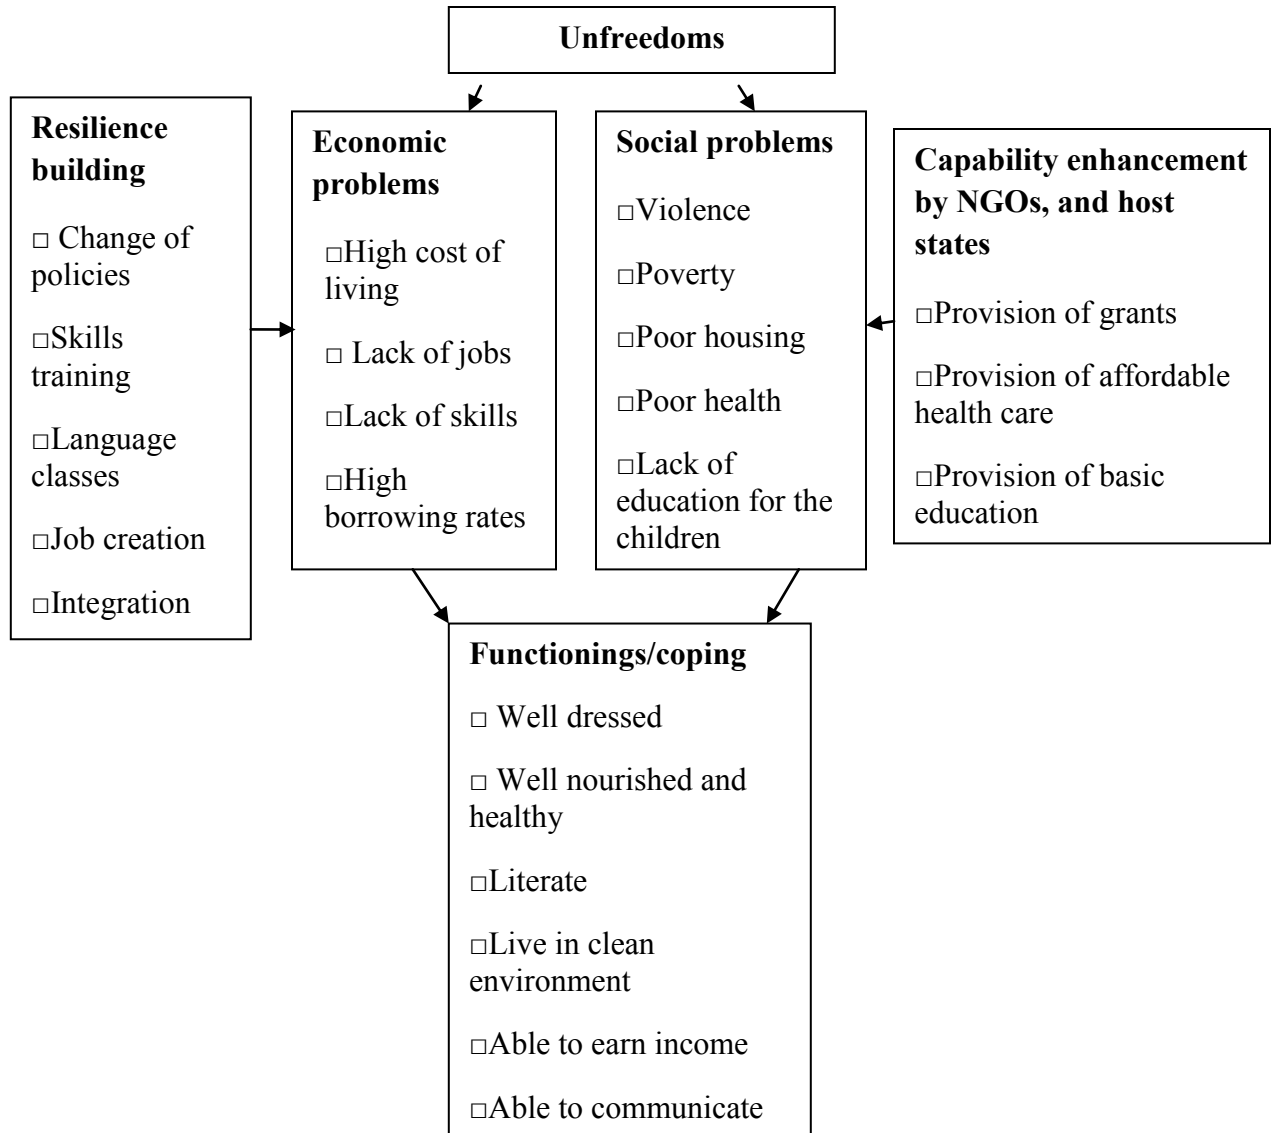 Unfreedoms
Resilience
building
□ Change of
policies
□Skills
training
□Language
classes
□Job creation
□Integration
Economic
problems
□High cost of
living
□ Lack of jobs
□Lack of skills
□High
borrowing rates
Social problems
□Violence
□Poverty
□Poor housing
□Poor health
□Lack of
education for the
children
Capability enhancement
by NGOs, and host
states
□Provision of grants
□Provision of affordable
health care
□Provision of basic
education
Functionings/coping
□ Well dressed
□ Well nourished and
healthy
□Literate
□Live in clean
environment
□Able to earn income
□Able to communicate